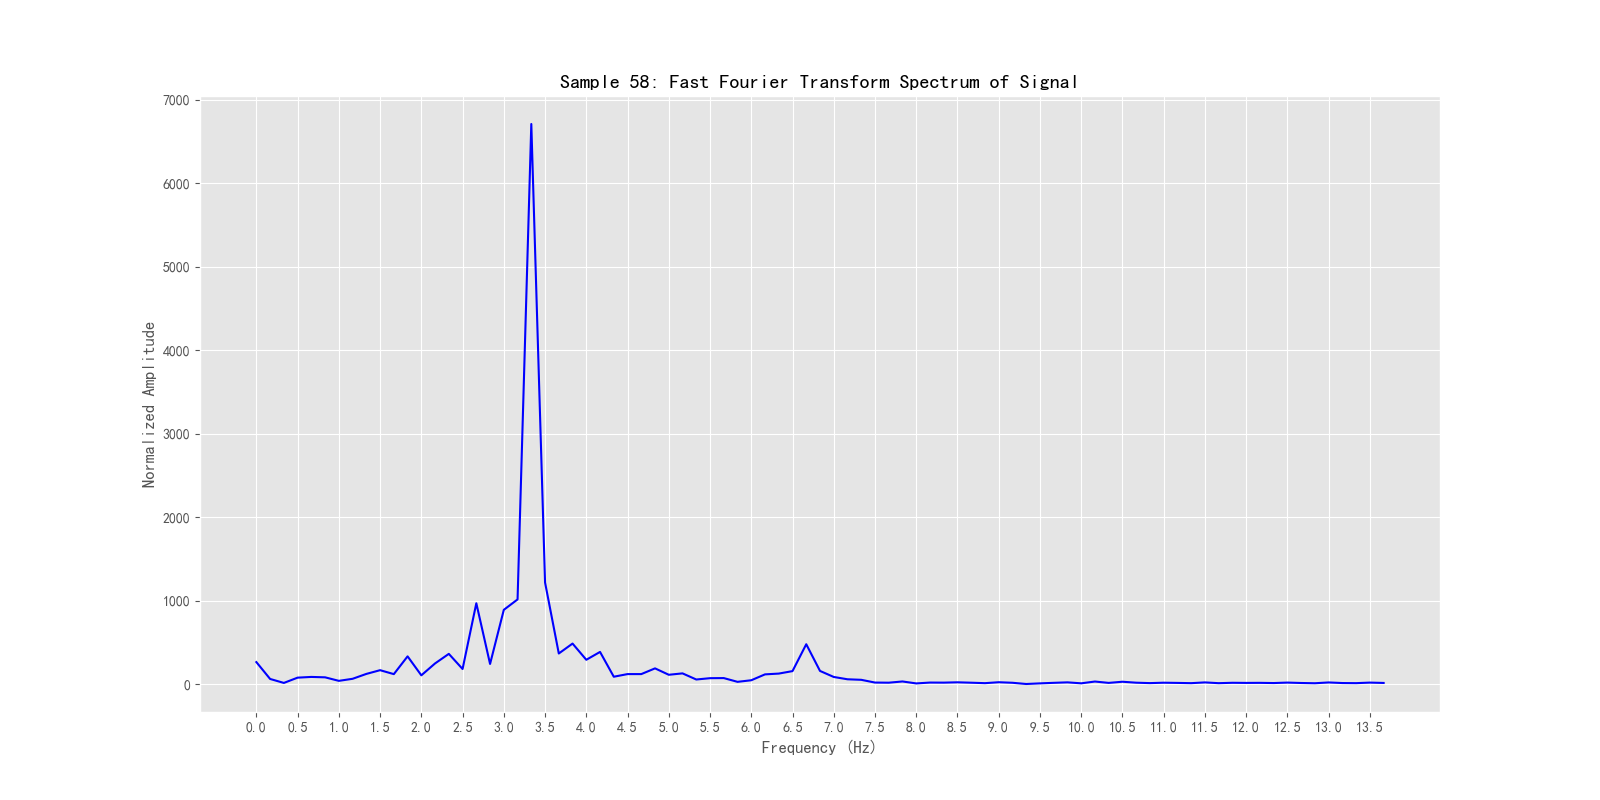 Sample 58: Fast Fourier Transform Spectrum of Signal
7000
6000
5000
4000
3000
2000
1000
0
Normalized Amplitude
0.0 0.5 1.0 1.5 2.0 2.5 3.0 3.5 4.0 4.5 5.0 5.5 6.0 6.5 7.0 7.5 8.0 8.5 9.0 9.5 10.0 10.5 11.0 11.5 12.0 12.5 13.0 13.5
Frequency (Hz)